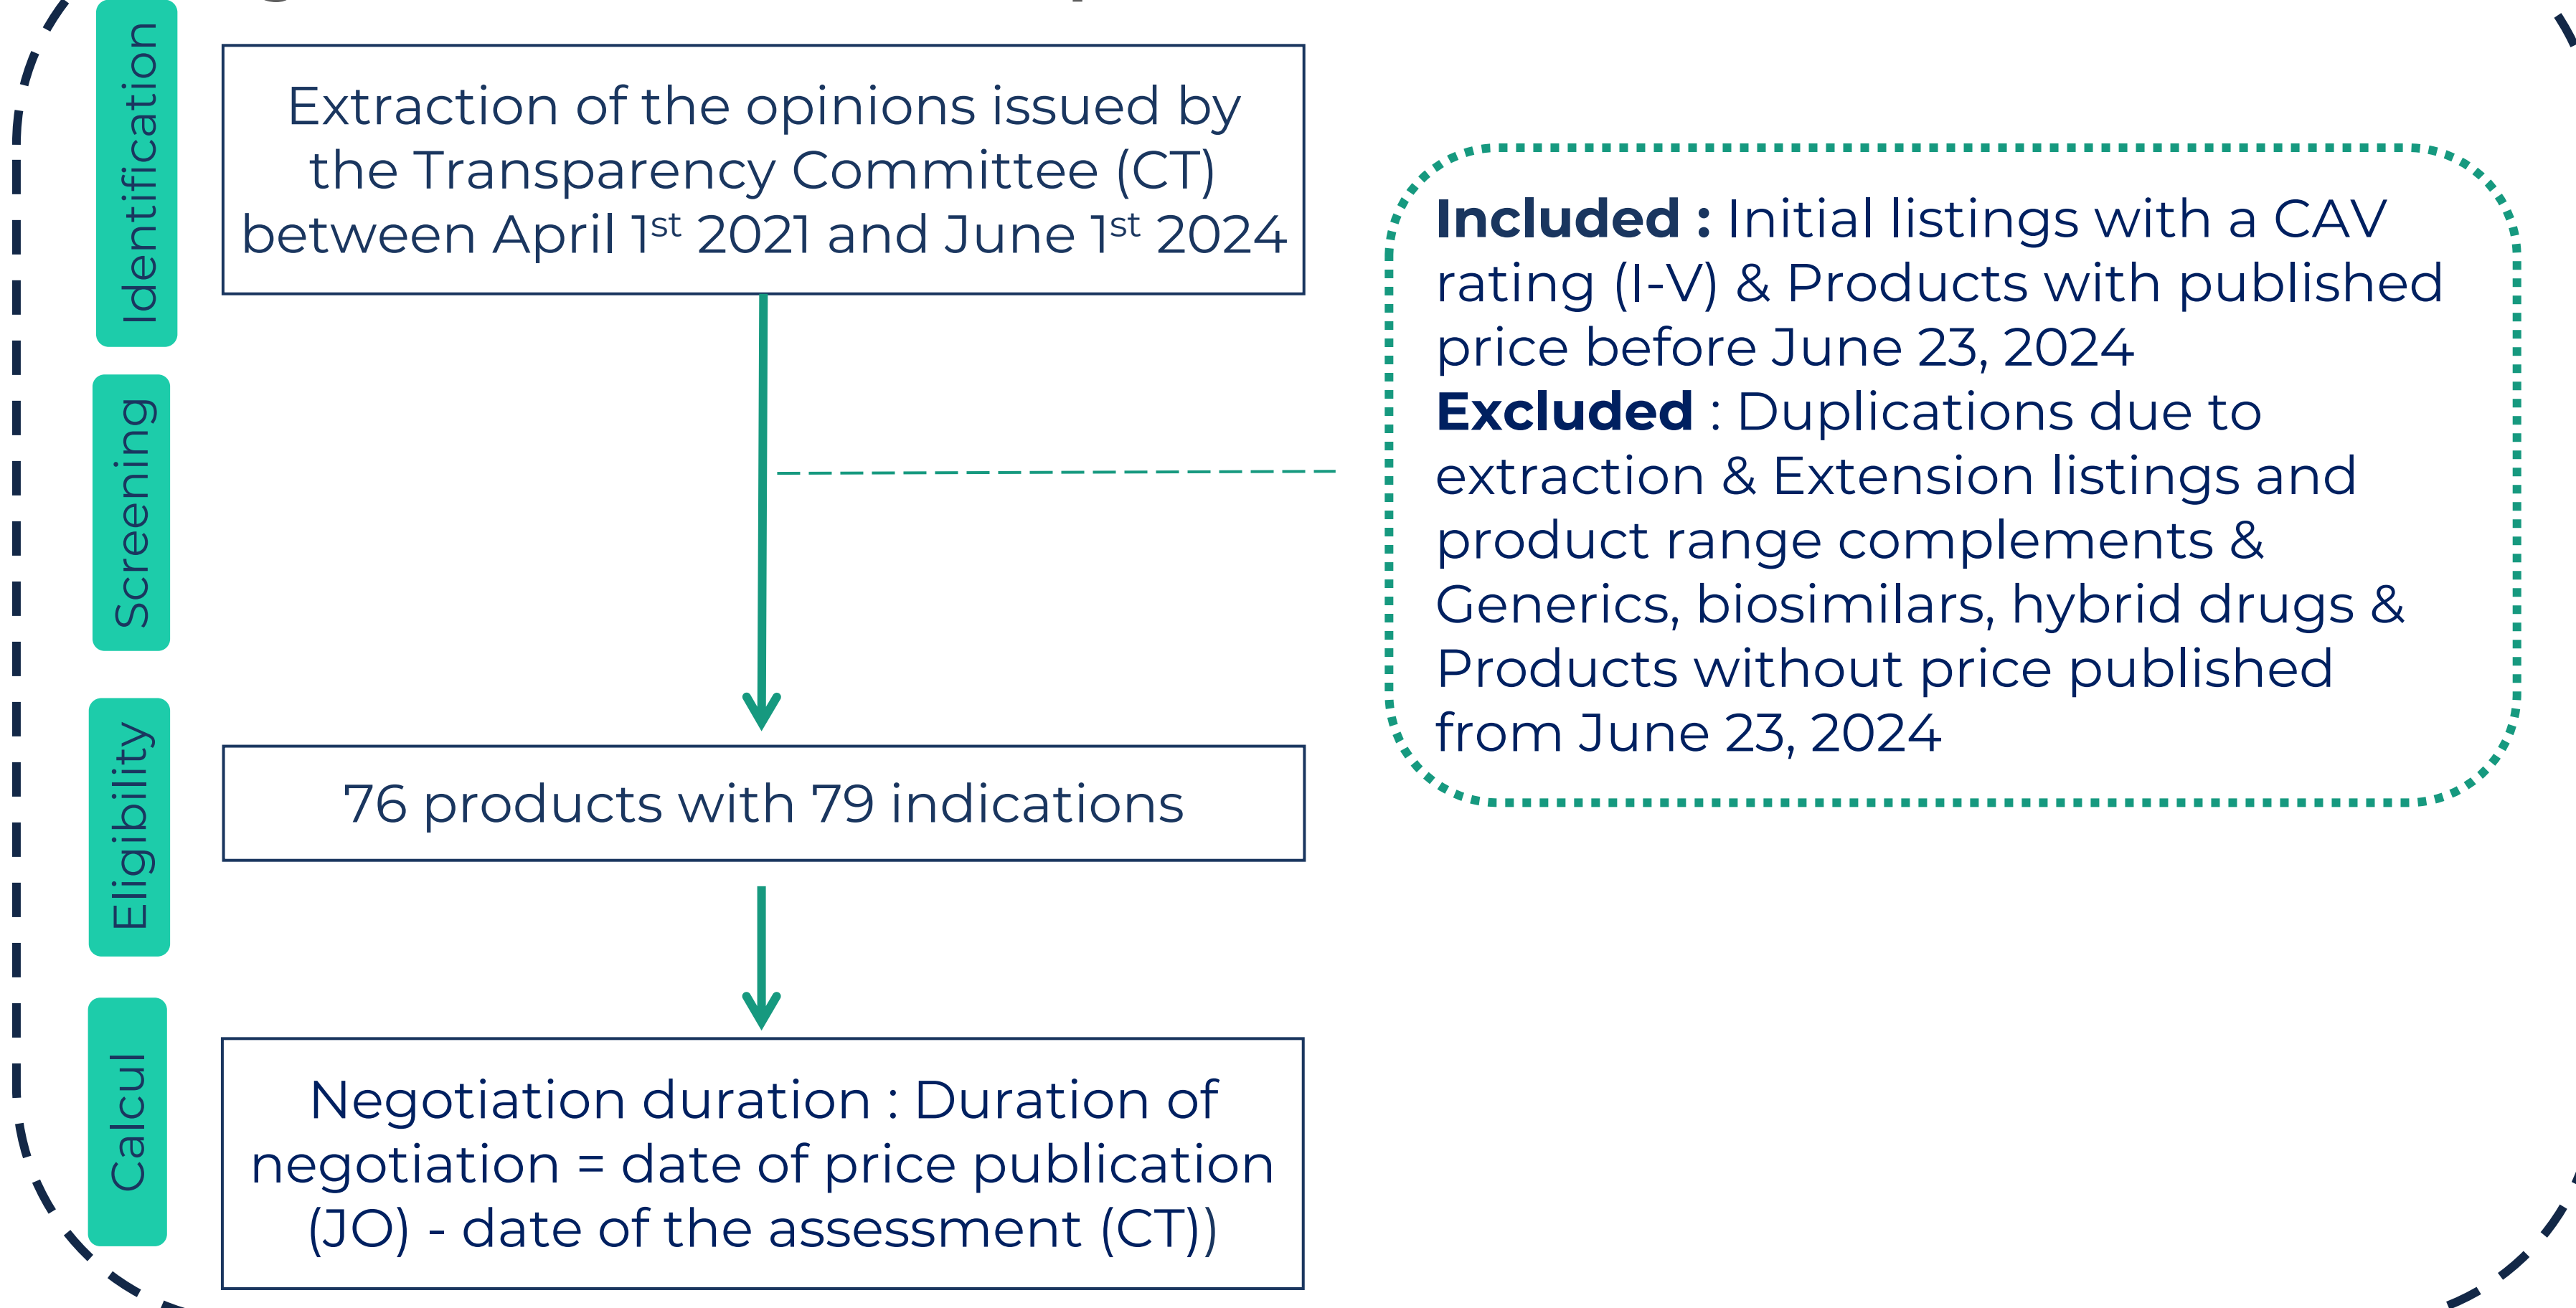 Identification
Extraction of the opinions issued by
the Transparency Committee (CT)
between April 1st 2021 and June 1st 2024
Screening
Included : Initial listings with a CAV
rating (I-V) & Products with published
price before June 23, 2024
Excluded : Duplications due to
extraction & Extension listings and
product range complements &
Generics, biosimilars, hybrid drugs &
Products without price published
from June 23, 2024
Eligibility
76 products with 79 indications
Calcul
Negotiation duration : Duration of
negotiation = date of price publication
(JO) - date of the assessment (CT))